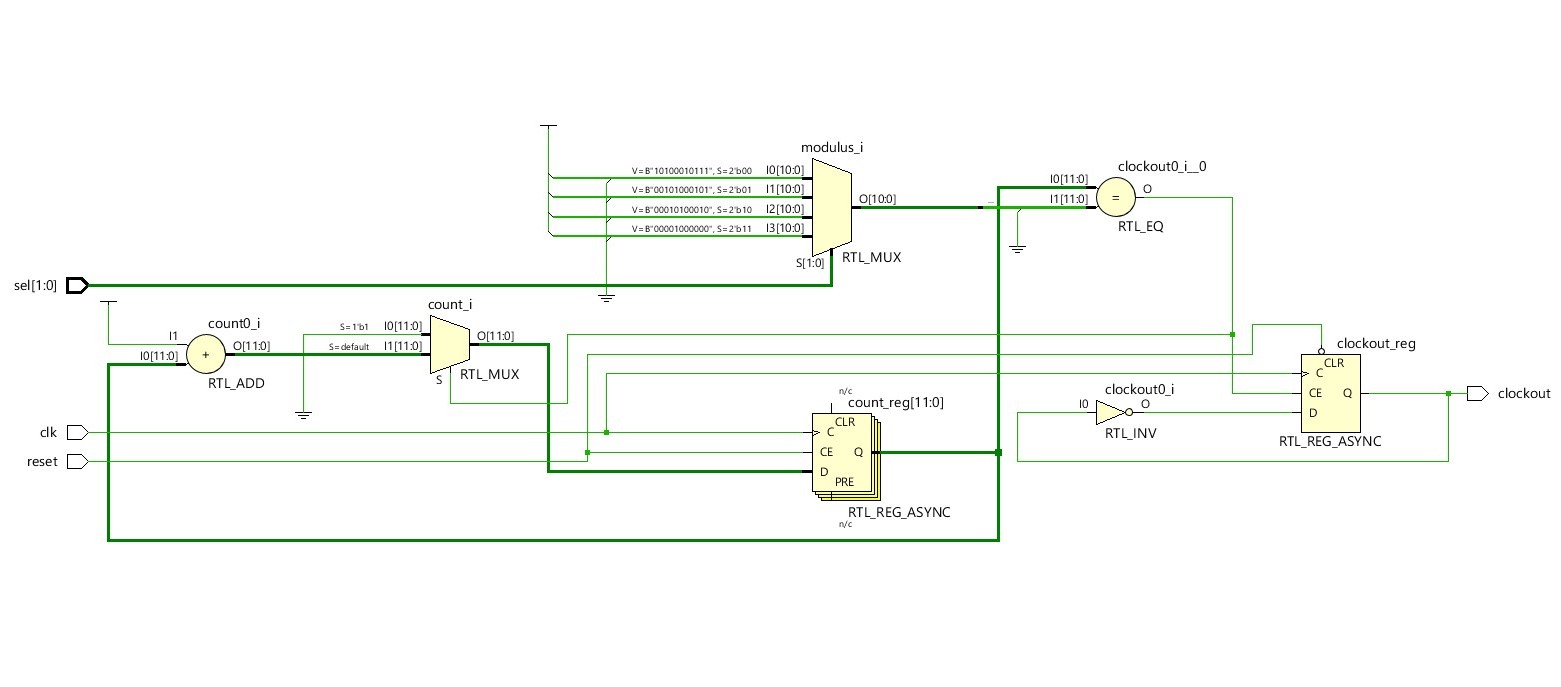 modulus_i
V=B"10100010111", S=2'b00 I0[10:0]
V=B"00101000101", S=2'b01 I1[10:0]
V=B"00010100010", S=2'b10 I2[10:0]
V=B"00001000000", S=2'b11 I3[10:0]
O[10:0]
S[1:0]
RTL_MUX
clockout0_i__0
I0[11:0]
I1[11:0]
=
O
RTL_EQ
sel[1:0]
count0_i
I1
I0[11:0]
+
O[11:0]
RTL_ADD
count_i
S=1'b1 I0[11:0]
S=default I1[11:0]
O[11:0]
S
RTL_MUX
clk
reset
n/c
count_reg[11:0]
CLR
C
CE
Q
D
PRE
RTL_REG_ASYNC
n/c
clockout0_i
I0
O
RTL_INV
clockout_reg
CLR
C
CE
Q
D
RTL_REG_ASYNC
clockout